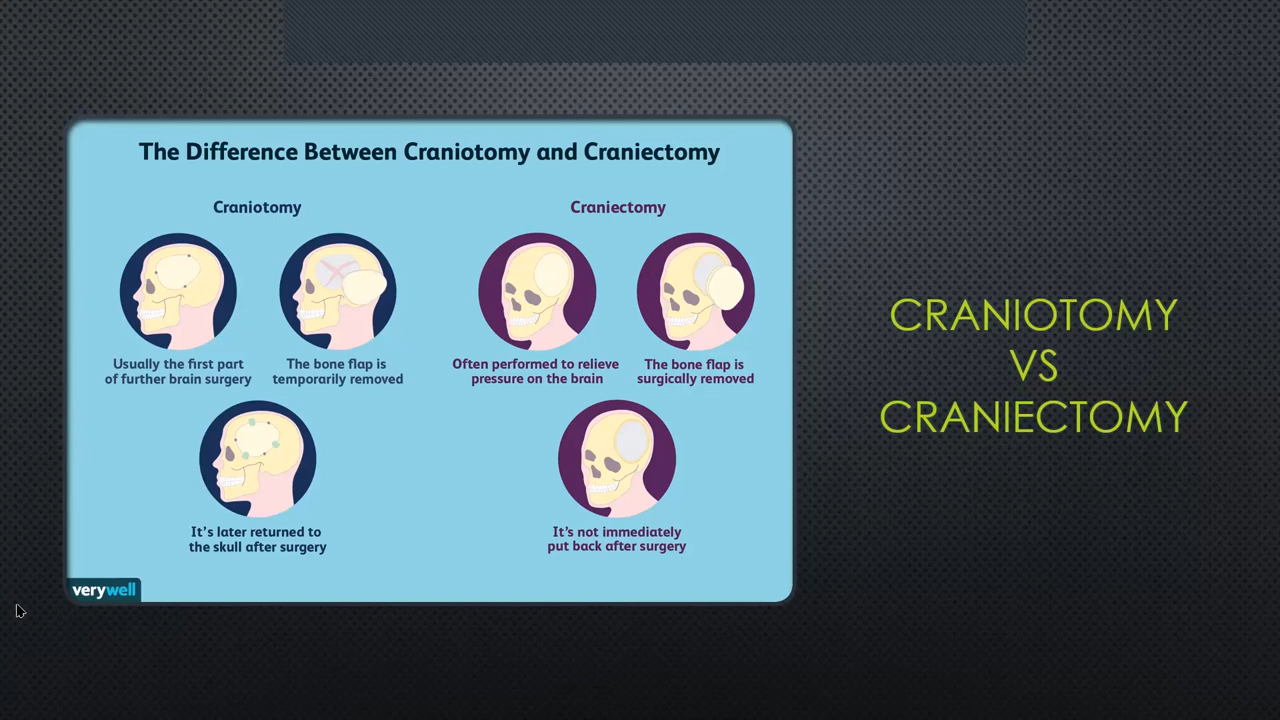 The Difference Between Craniotomy and Craniectomy
Craniotomy
Usually the first part
of further brain surgery
The bone flap is
temporarily removed
It's later returned to
the skull after surgery
Craniectomy
Often performed to relieve
pressure on the brain
The bone flap is
surgically removed
It's not immediately
put back after surgery
verywell
CRANIOTOMY
VS
CRANIECTOMY